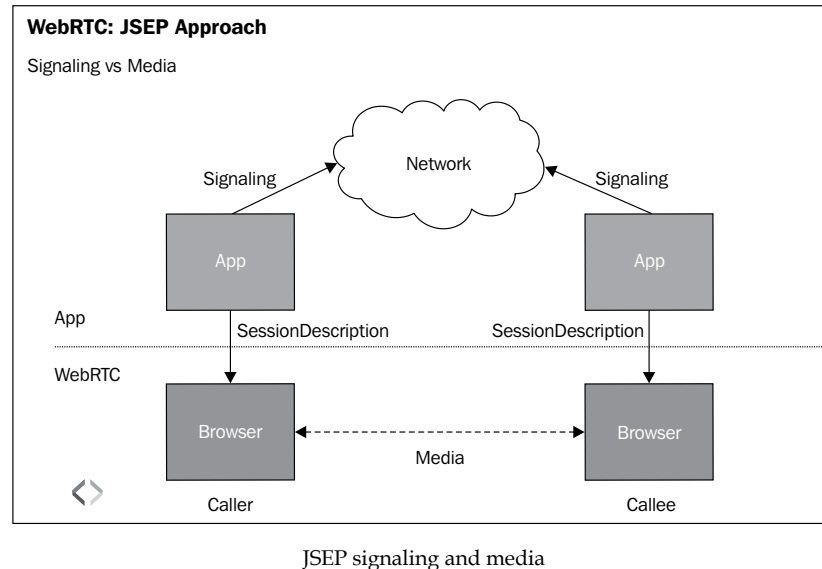 WebRTC: JSEP Approach
Signaling vs Media
Network
Signaling
Signaling
App
App
App
SessionDescription
SessionDescription
WebRTC
Browser
Browser
Media
Caller
Callee
JSEP signaling and media